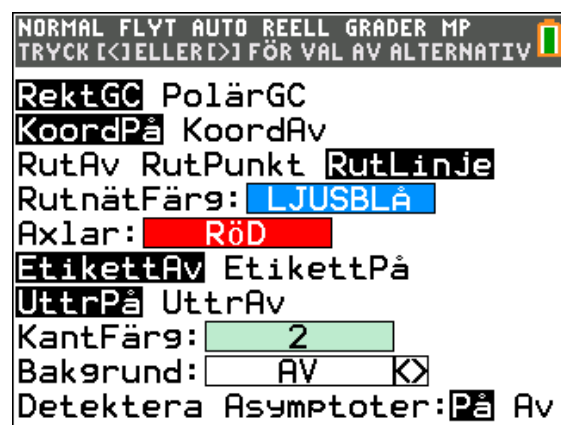 NORMAL FLYT AUTO REELL GRADER MP
TRYCK [<]ELLER[>] FÖR VAL AV ALTERNATIV
RektGC PolärGC
KoordPå KoordAv
RutAv RutPunkt RutLinje
RutnätFärg: LJUSBLÅ
Axlar: RöD
EtikettAv EtikettPå
UttrPå UttrAv
KantFärg: 2
Bakgrund: AV <>
Detektera Asymptoter:På Av